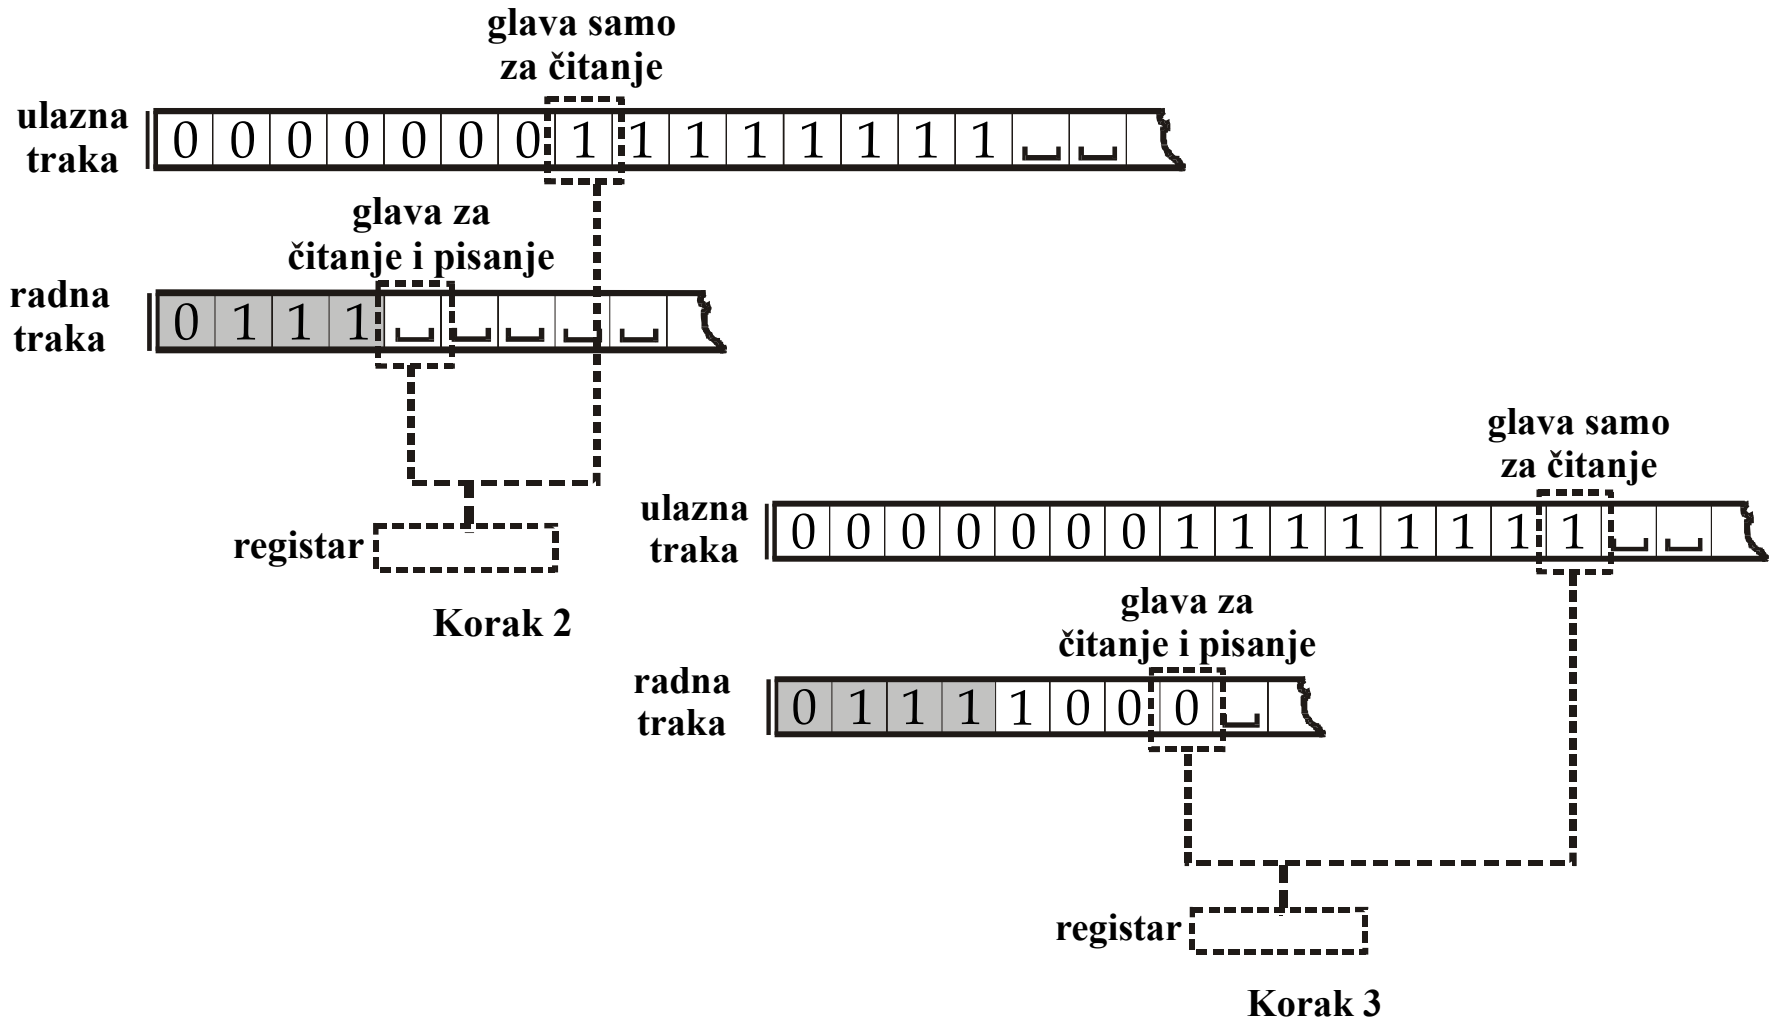 glava samo
za čitanje
ulazna
traka
0 0 0 0 0 0 0 1 1 1 1 1 1 1 1 ␣ ␣
glava za
čitanje i pisanje
radna
traka
0 1 1 1 ␣ ␣ ␣ ␣ ␣
registar
Korak 2
glava samo
za čitanje
ulazna
traka
0 0 0 0 0 0 0 1 1 1 1 1 1 1 1 ␣ ␣
glava za
čitanje i pisanje
radna
traka
0 1 1 1 1 0 0 0 ␣
registar
Korak 3